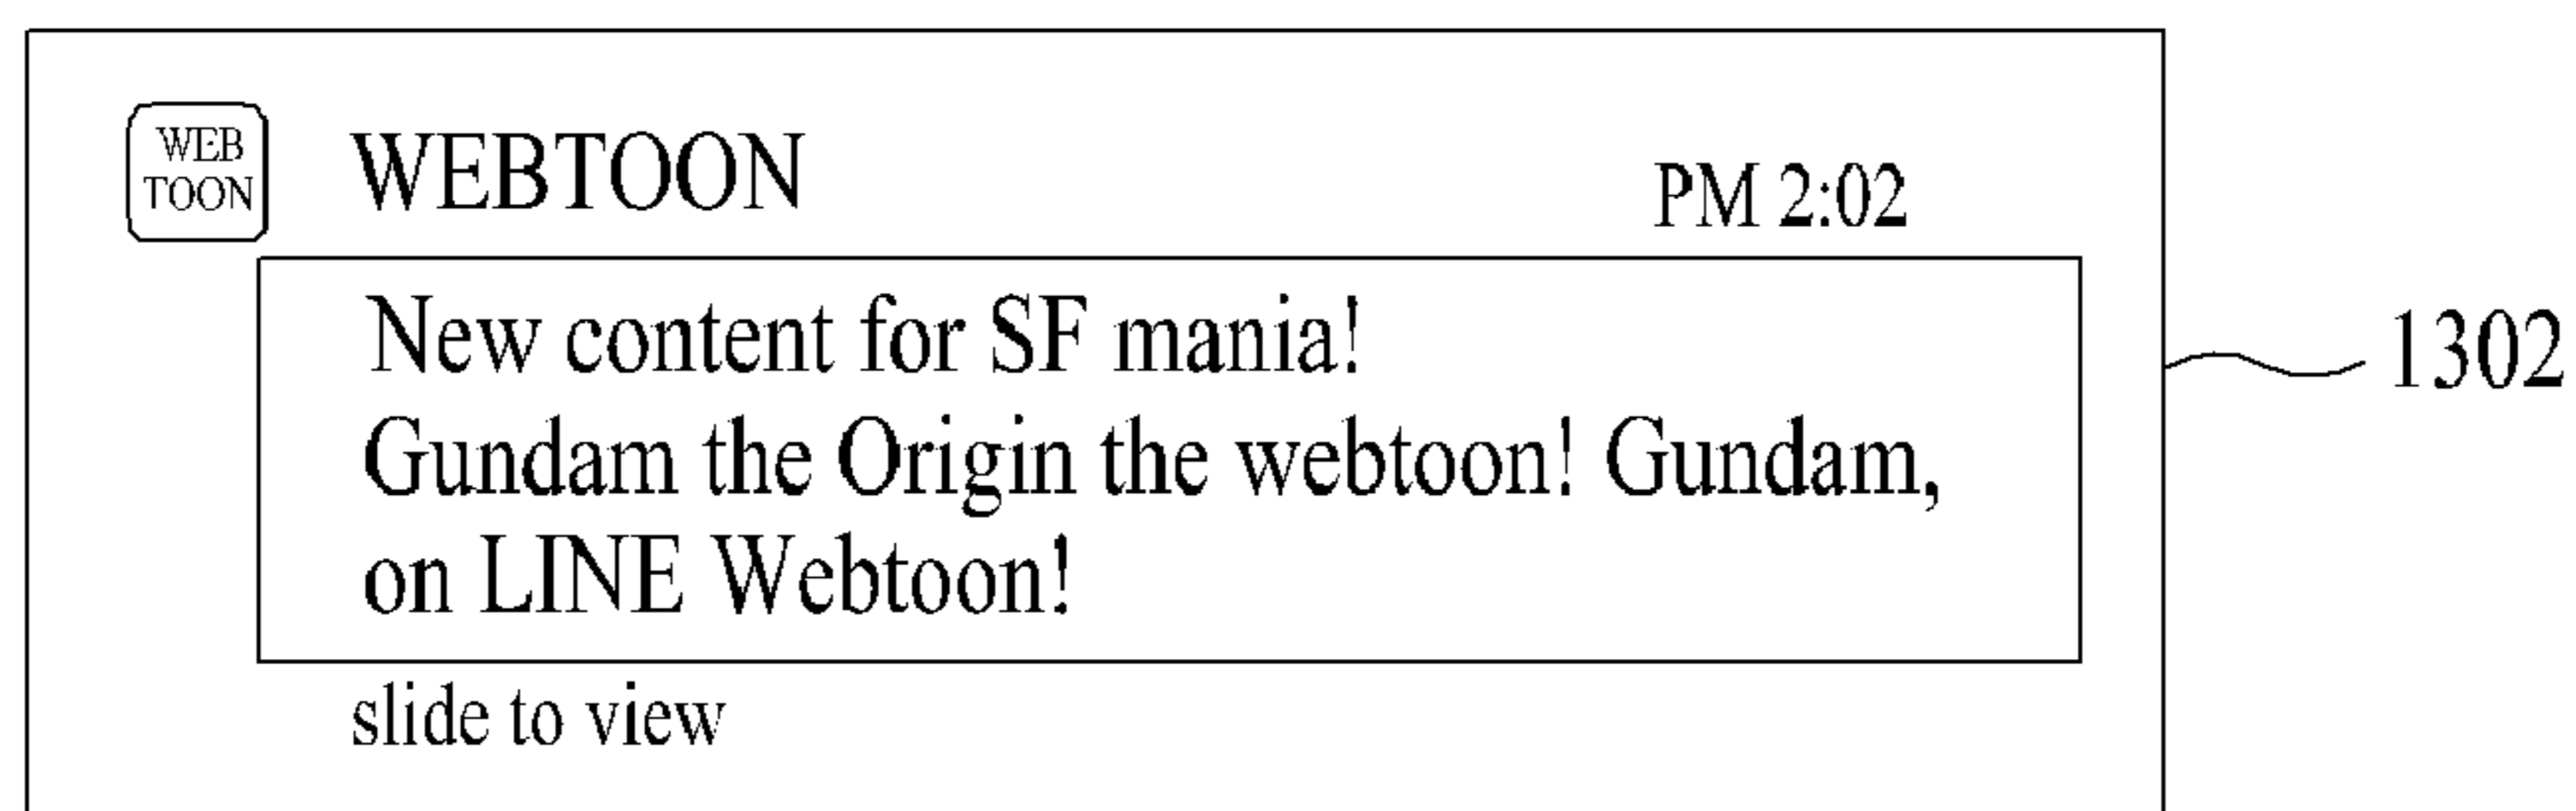 WEB
TOON
WEBTOON
PM 2:02
New content for SF mania!
Gundam the Origin the webtoon! Gundam,
on LINE Webtoon!
slide to view
1302